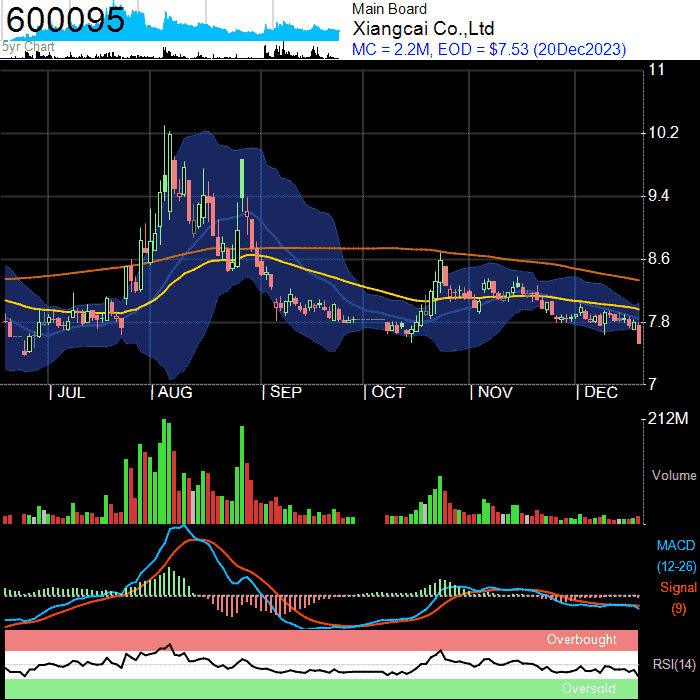 600095
5yr Chart
Main Board
Xiangcai Co.,Ltd
MC = 2.2M, EOD = $7.53 (20Dec2023)
11
10.2
9.4
8.6
7.8
7
JUL AUG SEP OCT NOV DEC
212M
Volume
MACD
(12-26)
Signal
(9)
Overbought
RSI(14)
Oversold